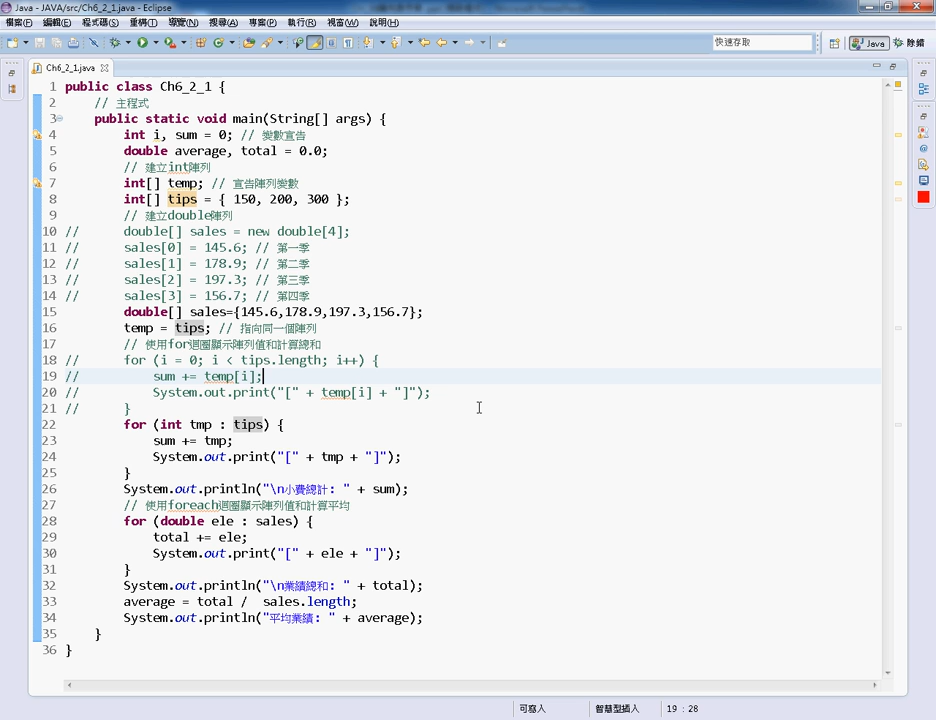 Java - JAVA/src/Ch6_2_1.java - Eclipse
檔案(F) 編輯(E) 程式碼(S) 重構(T) 導覽(N) 搜尋(A) 專案(P) 執行(R) 視窗(W) 說明(H)
快速存取
Java
除錯
Ch6_2_1.java
1 public class Ch6_2_1 {
2 // 主程式
3 public static void main(String[] args) {
4 int i, sum = 0; // 變數宣告
5 double average, total = 0.0;
6 // 建立int陣列
7 int[] temp; // 宣告陣列變數
8 int[] tips = { 150, 200, 300 };
9 // 建立double陣列
10 // double[] sales = new double[4];
11 // sales[0] = 145.6; // 第一季
12 // sales[1] = 178.9; // 第二季
13 // sales[2] = 197.3; // 第三季
14 // sales[3] = 156.7; // 第四季
15 double[] sales={145.6,178.9,197.3,156.7};
16 temp = tips; // 指向同一個陣列
17 // 使用for迴圈顯示陣列值和計算總和
18 // for (i = 0; i < tips.length; i++) {
19 // sum += temp[i];
20 // System.out.print("[" + temp[i] + "]");
21 // }
22 for (int tmp : tips) {
23 sum += tmp;
24 System.out.print("[" + tmp + "]");
25 }
26 System.out.println("\n小費總計: " + sum);
27 // 使用foreach迴圈顯示陣列值和計算平均
28 for (double ele : sales) {
29 total += ele;
30 System.out.print("[" + ele + "]");
31 }
32 System.out.println("\n業績總和: " + total);
33 average = total /  sales.length;
34 System.out.println("平均業績: " + average);
35 }
36 }
可寫入
智慧型插入
19 : 28